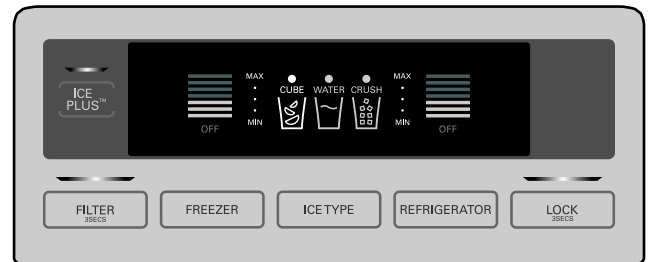 ICE
PLUS™
MAX
MIN
OFF
CUBE WATER CRUSH
MAX
MIN
OFF
FILTER
3SECS
FREEZER
ICE TYPE
REFRIGERATOR
LOCK
3SECS